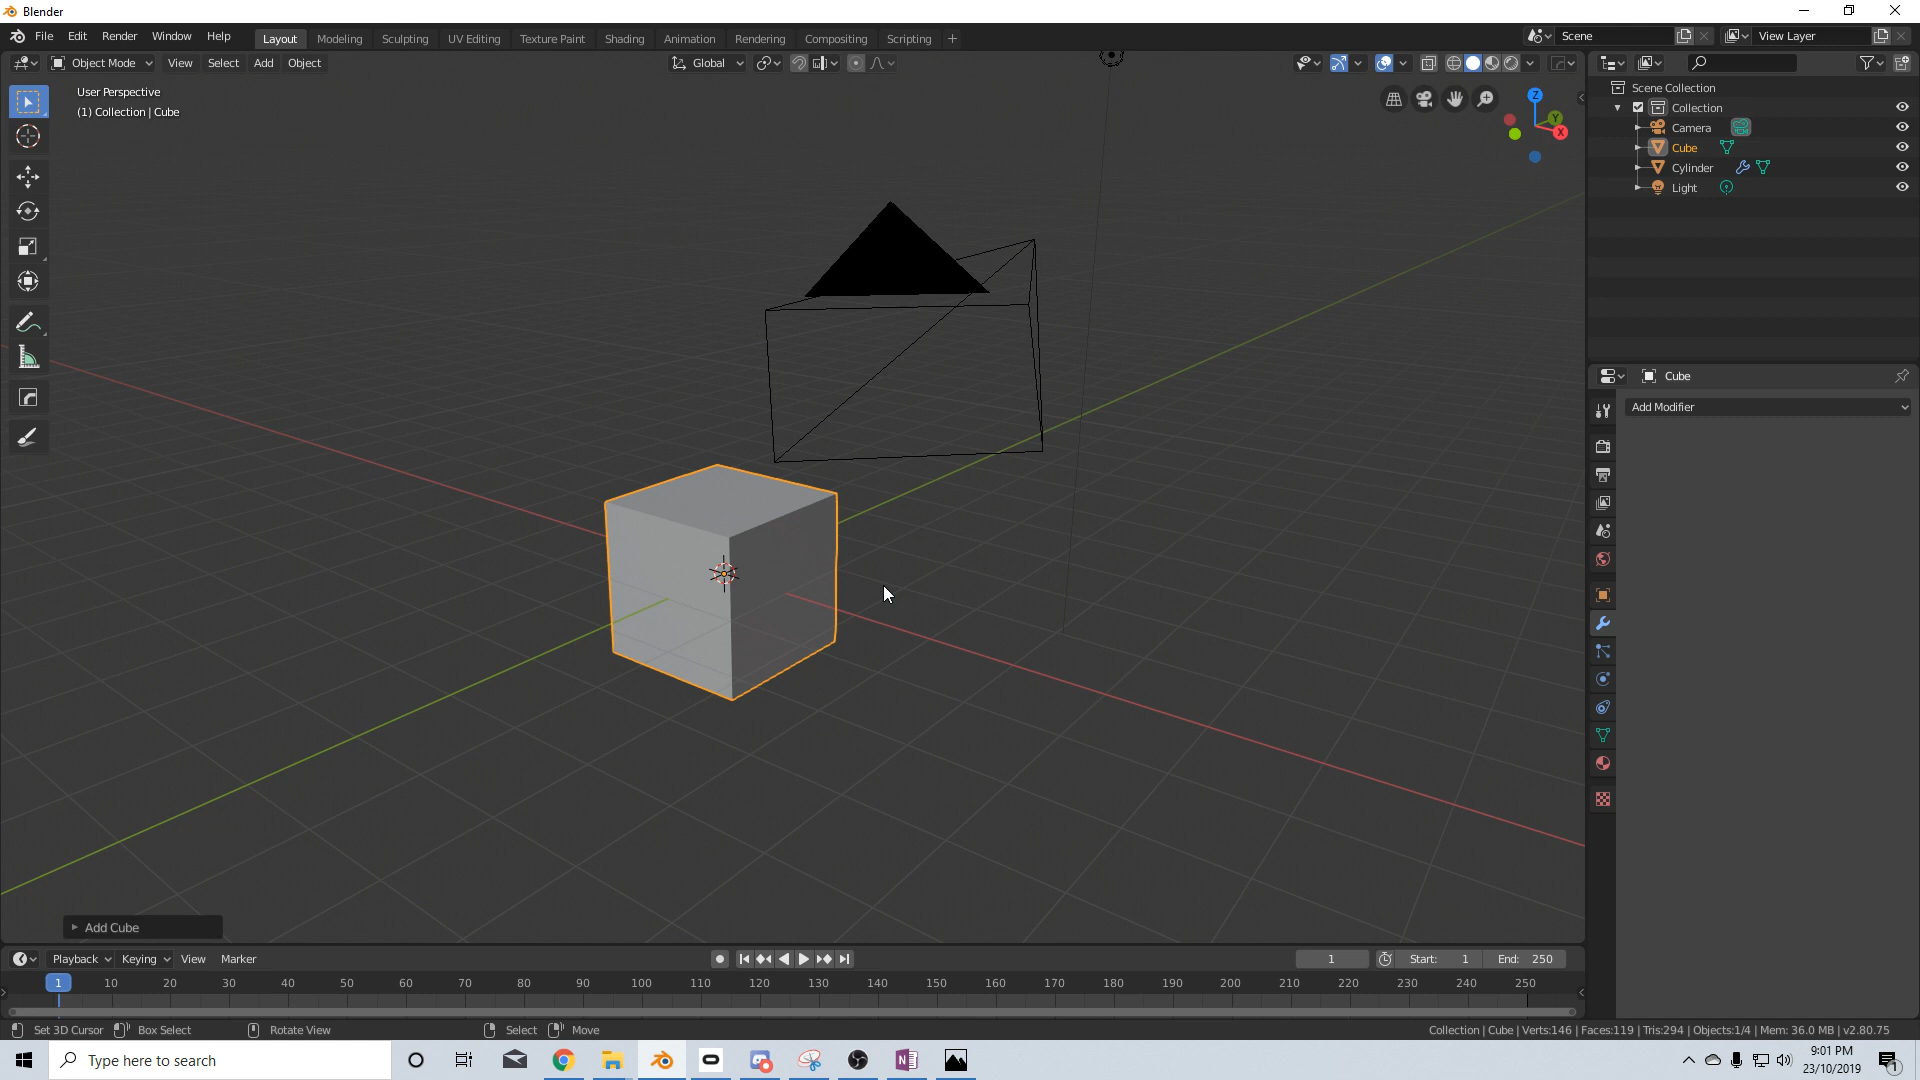 Blender
File Edit Render Window Help
Layout Modeling Sculpting UV Editing Texture Paint Shading Animation Rendering Compositing Scripting +
Scene
View Layer
Object Mode View Select Add Object
Global
User Perspective
(1) Collection | Cube
Z
Y
X
Scene Collection
Collection
Camera
Cube
Cylinder
Light
Cube
Add Modifier
Add Cube
Playback Keying View Marker
1
Start: 1
End: 250
1 10 20 30 40 50 60 70 80 90 100 110 120 130 140 150 160 170 180 190 200 210 220 230 240 250
Set 3D Cursor Box Select Rotate View Select Move
Collection | Cube | Verts:146 | Faces:119 | Tris:294 | Objects:1/4 | Mem: 36.0 MB | v2.80.75
Type here to search
N
9:01 PM
23/10/2019
1